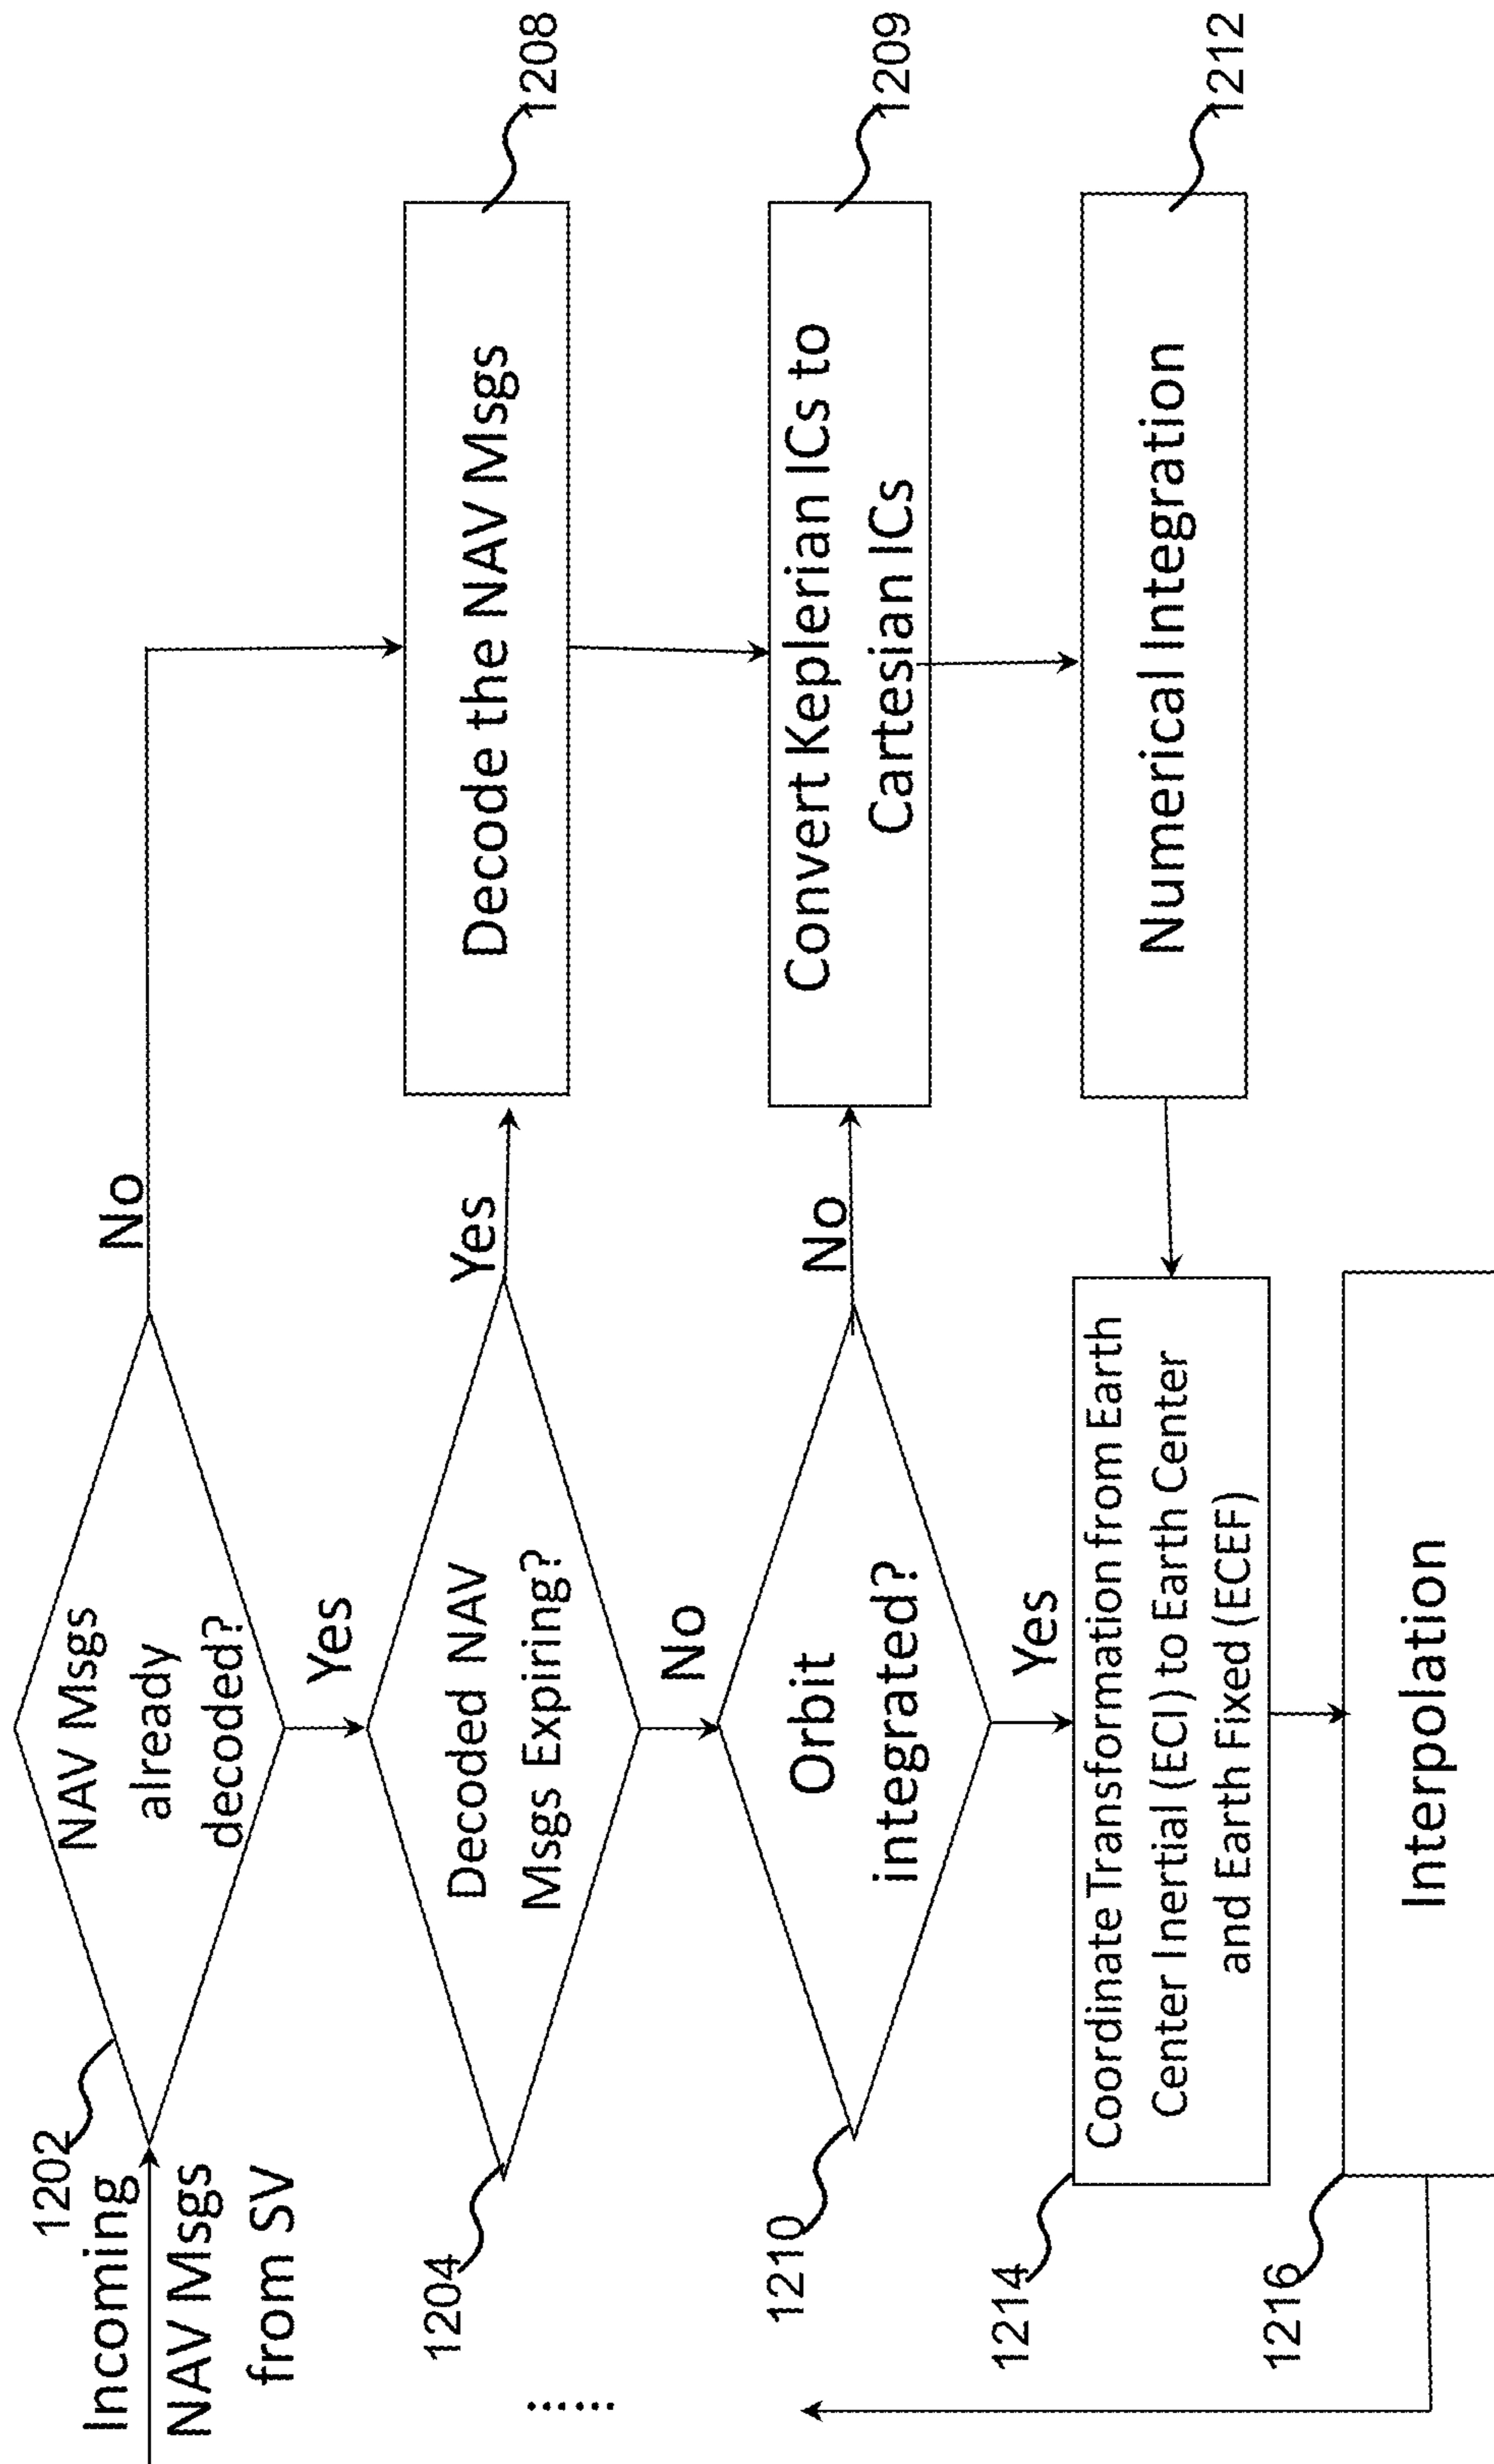 Incoming
NAV Msgs
from SV
1202
NAV Msgs
already
decoded?
No
Yes
1204
Decoded NAV
Msgs Expiring?
Yes
No
Decode the NAV Msgs
1208
1210
Orbit
integrated?
No
Yes
Convert Keplerian ICs to
Cartesian ICs
1209
Numerical Integration
1212
1214
Coordinate Transformation from Earth
Center Inertial (ECI) to Earth Center
and Earth Fixed (ECEF)
1216
Interpolation
......